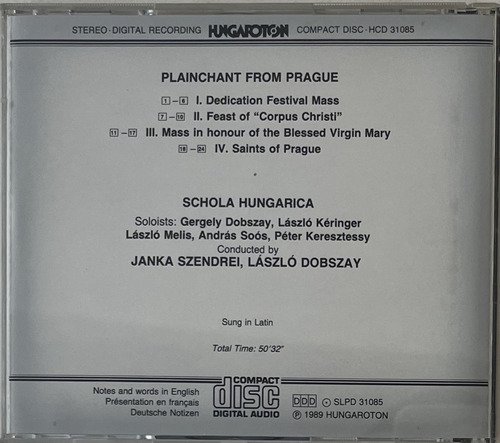 STEREO·DIGITAL RECORDING HUNGAROTON COMPACT DISC·HCD 31085
PLAINCHANT FROM PRAGUE
1–6 I. Dedication Festival Mass
7–10 II. Feast of “Corpus Christi”
11–17 III. Mass in honour of the Blessed Virgin Mary
18–24 IV. Saints of Prague
SCHOLA HUNGARICA
Soloists: Gergely Dobszay, László Kéringer
László Melis, András Soós, Péter Keresztessy
Conducted by
JANKA SZENDREI, LÁSZLÓ DOBSZAY
Sung in Latin
Total Time: 50’32”
Notes and words in English
Présentation en français
Deutsche Notizen
COMPACT
disc
DIGITAL AUDIO
DDD SLPD 31085
℗ 1989 HUNGAROTON